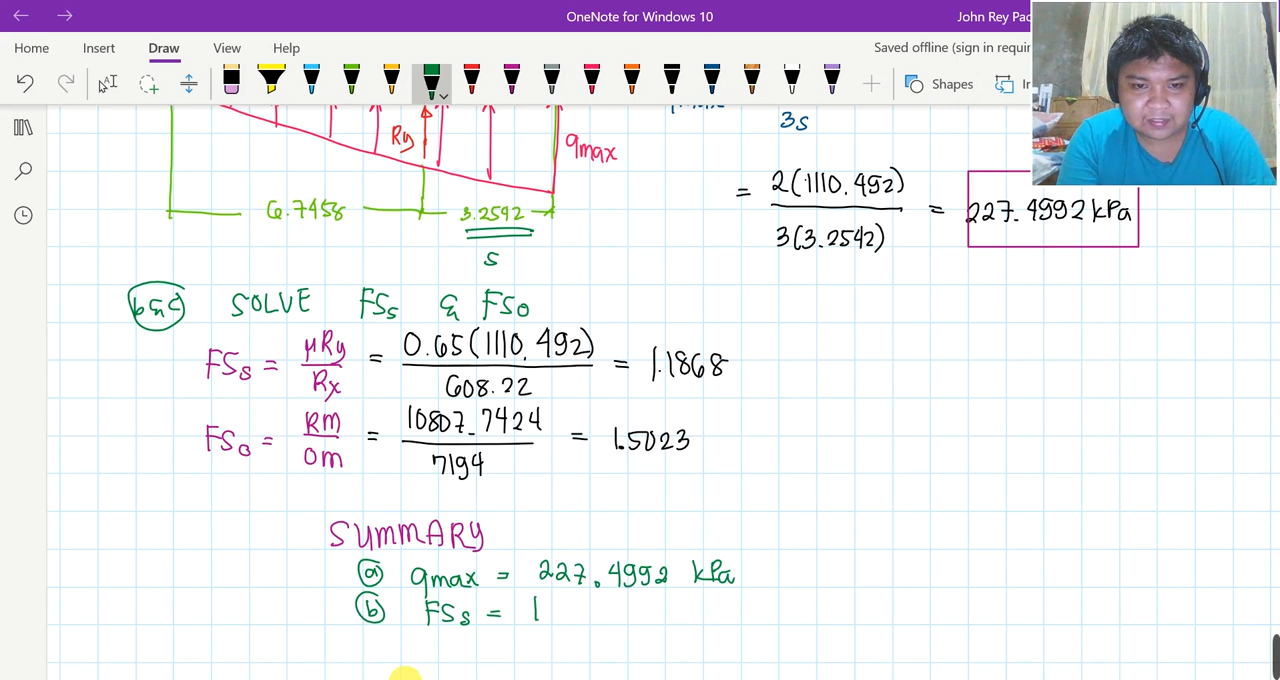 OneNote for Windows 10
John Rey Pac
Home Insert Draw View Help
Saved offline (sign in requir
Shapes
In
3s
Ry
qmax
6.7458
3.2592
s
= 2(1110.492) / 3(3.2542) = 227.4992 kPa
b&c SOLVE FSs & FSo
FSs = μRy / Rx = 0.65(1110.492) / 608.22 = 1.1868
FSo = RM / OM = 10807.7424 / 7194 = 1.5023
SUMMARY
a qmax = 227.4992 kPa
b FSs = 1